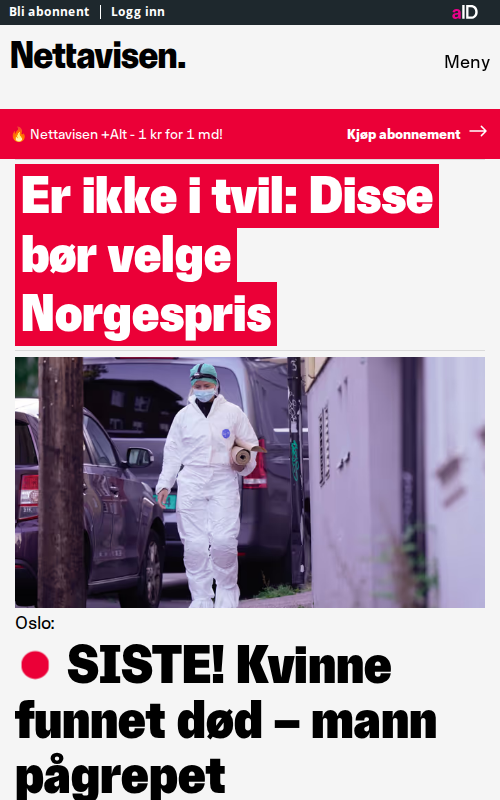 Bli abonnent | Logg inn
aID
Nettavisen.
Meny
🔥 Nettavisen +Alt - 1 kr for 1 md!
Kjøp abonnement →
Er ikke i tvil: Disse
bør velge
Norgespris
Oslo:
SISTE! Kvinne
funnet død – mann
pågrepet